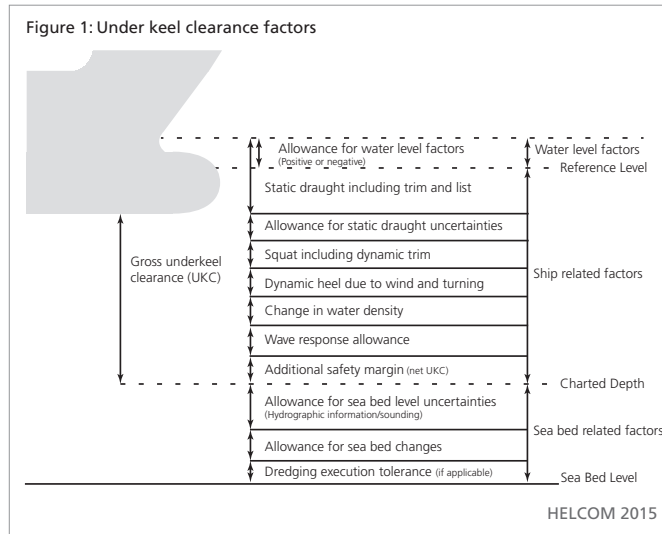 Figure 1: Under keel clearance factors
Allowance for water level factors
(Positive or negative)
Water level factors
Reference Level
Static draught including trim and list
Allowance for static draught uncertainties
Gross underkeel
clearance (UKC)
Squat including dynamic trim
Ship related factors
Dynamic heel due to wind and turning
Change in water density
Wave response allowance
Additional safety margin (net UKC)
Charted Depth
Allowance for sea bed level uncertainties
(Hydrographic information/sounding)
Sea bed related factors
Allowance for sea bed changes
Dredging execution tolerance (if applicable)
Sea Bed Level
HELCOM 2015